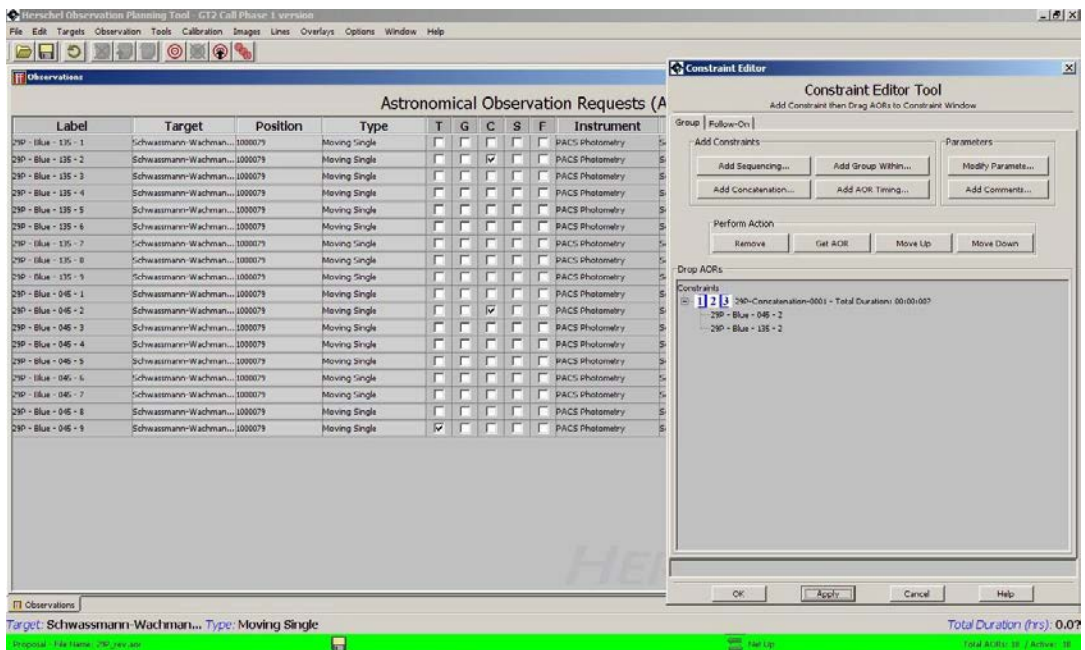 Herschel Observation Planning Tool - GT2 Call Phase 1 version
File Edit Targets Observation Tools Calibration Images Lines Overlays Options Window Help
Observations
Astronomical Observation Requests (A
Label Target Position Type T G C S F Instrument
29P - Blue - 135 - 1 Schwassmann-Wachman... 1000079 Moving Single PACS Photometry
29P - Blue - 135 - 2 Schwassmann-Wachman... 1000079 Moving Single PACS Photometry
29P - Blue - 135 - 3 Schwassmann-Wachman... 1000079 Moving Single PACS Photometry
29P - Blue - 135 - 4 Schwassmann-Wachman... 1000079 Moving Single PACS Photometry
29P - Blue - 135 - 5 Schwassmann-Wachman... 1000079 Moving Single PACS Photometry
29P - Blue - 135 - 6 Schwassmann-Wachman... 1000079 Moving Single PACS Photometry
29P - Blue - 135 - 7 Schwassmann-Wachman... 1000079 Moving Single PACS Photometry
29P - Blue - 135 - 8 Schwassmann-Wachman... 1000079 Moving Single PACS Photometry
29P - Blue - 135 - 9 Schwassmann-Wachman... 1000079 Moving Single PACS Photometry
29P - Blue - 045 - 1 Schwassmann-Wachman... 1000079 Moving Single PACS Photometry
29P - Blue - 045 - 2 Schwassmann-Wachman... 1000079 Moving Single PACS Photometry
29P - Blue - 045 - 3 Schwassmann-Wachman... 1000079 Moving Single PACS Photometry
29P - Blue - 045 - 4 Schwassmann-Wachman... 1000079 Moving Single PACS Photometry
29P - Blue - 045 - 5 Schwassmann-Wachman... 1000079 Moving Single PACS Photometry
29P - Blue - 045 - 6 Schwassmann-Wachman... 1000079 Moving Single PACS Photometry
29P - Blue - 045 - 7 Schwassmann-Wachman... 1000079 Moving Single PACS Photometry
29P - Blue - 045 - 8 Schwassmann-Wachman... 1000079 Moving Single PACS Photometry
29P - Blue - 045 - 9 Schwassmann-Wachman... 1000079 Moving Single PACS Photometry
Observations
Target: Schwassmann-Wachman... Type: Moving Single
Total Duration (hrs): 0.0?
Proposal - File Name: 29P_rev.aor
Net Up
Total AORs: 18 / Active: 18
Constraint Editor
Constraint Editor Tool
Add Constraint then Drag AORs to Constraint Window
Group Follow-On
Add Constraints
Parameters
Add Sequencing... Add Group Within... Modify Paramete...
Add Concatenation... Add AOR Timing... Add Comments...
Perform Action
Remove Get AOR Move Up Move Down
Drop AORs
Constraints
1 2 3 29P-Concatenation-0001 - Total Duration: 00:00:00?
29P - Blue - 045 - 2
29P - Blue - 135 - 2
OK Apply Cancel Help